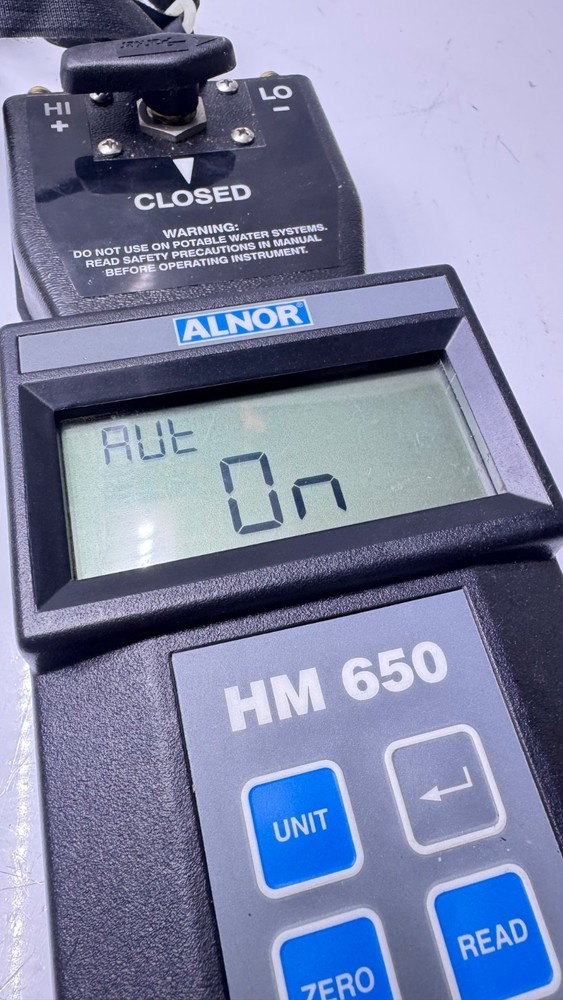 HI
+
LO
-
CLOSED
WARNING:
DO NOT USE ON POTABLE WATER SYSTEMS.
READ SAFETY PRECAUTIONS IN MANUAL
BEFORE OPERATING INSTRUMENT.
ALNOR®
AUt
On
HM 650
UNIT
ZERO
READ